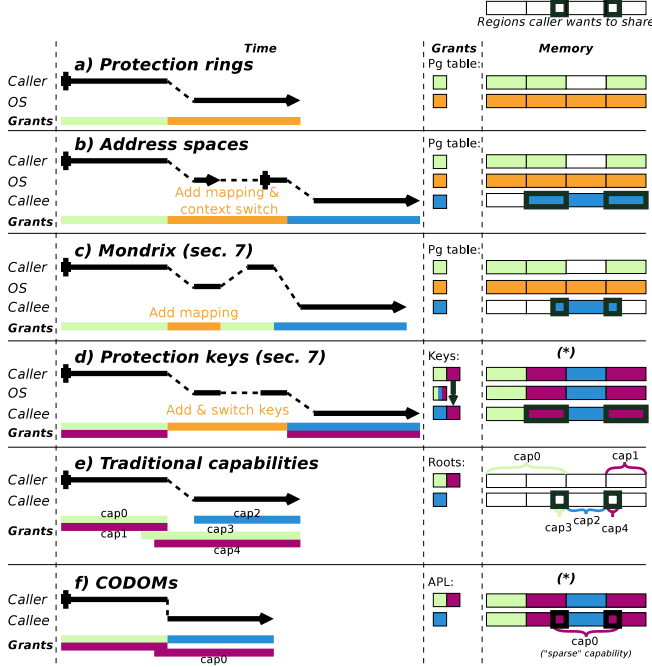 Regions caller wants to share
Time
Grants
Memory
a) Protection rings
Pg table:
Caller
OS
Grants
b) Address spaces
Pg table:
Caller
OS
Add mapping &
context switch
Callee
Grants
c) Mondrix (sec. 7)
Pg table:
Caller
OS
Callee
Add mapping
Grants
d) Protection keys (sec. 7)
Keys:
(*)
Caller
OS
Callee
Add & switch keys
Grants
e) Traditional capabilities
Roots:
cap0
cap1
Caller
Callee
cap0
cap2
Grants
cap1
cap3
cap4
cap3
cap2
cap4
f) CODOMs
APL:
(*)
Caller
Callee
Grants
cap0
cap0
("sparse" capability)